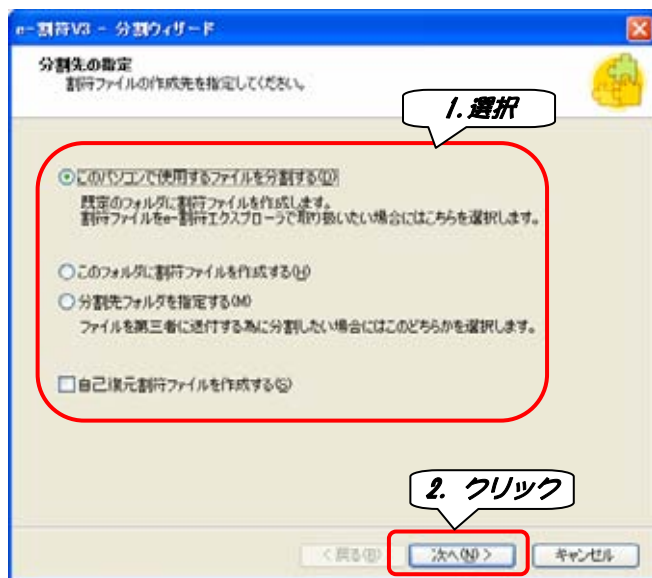 e-割符V3 - 分割ウィザード
分割先の指定
割符ファイルの作成先を指定してください。
1.選択
このパソコンで使用するファイルを分割する(D)
既定のフォルダに割符ファイルを作成します。
割符ファイルをe-割符エクスプローラで取り扱いたい場合にはこちらを選択します。
このフォルダに割符ファイルを作成する(H)
分割先フォルダを指定する(M)
ファイルを第三者に送付する為に分割したい場合にはこのどちらかを選択します。
自己復元割符ファイルを作成する(S)
2. クリック
< 戻る(B)
次へ(N) >
キャンセル